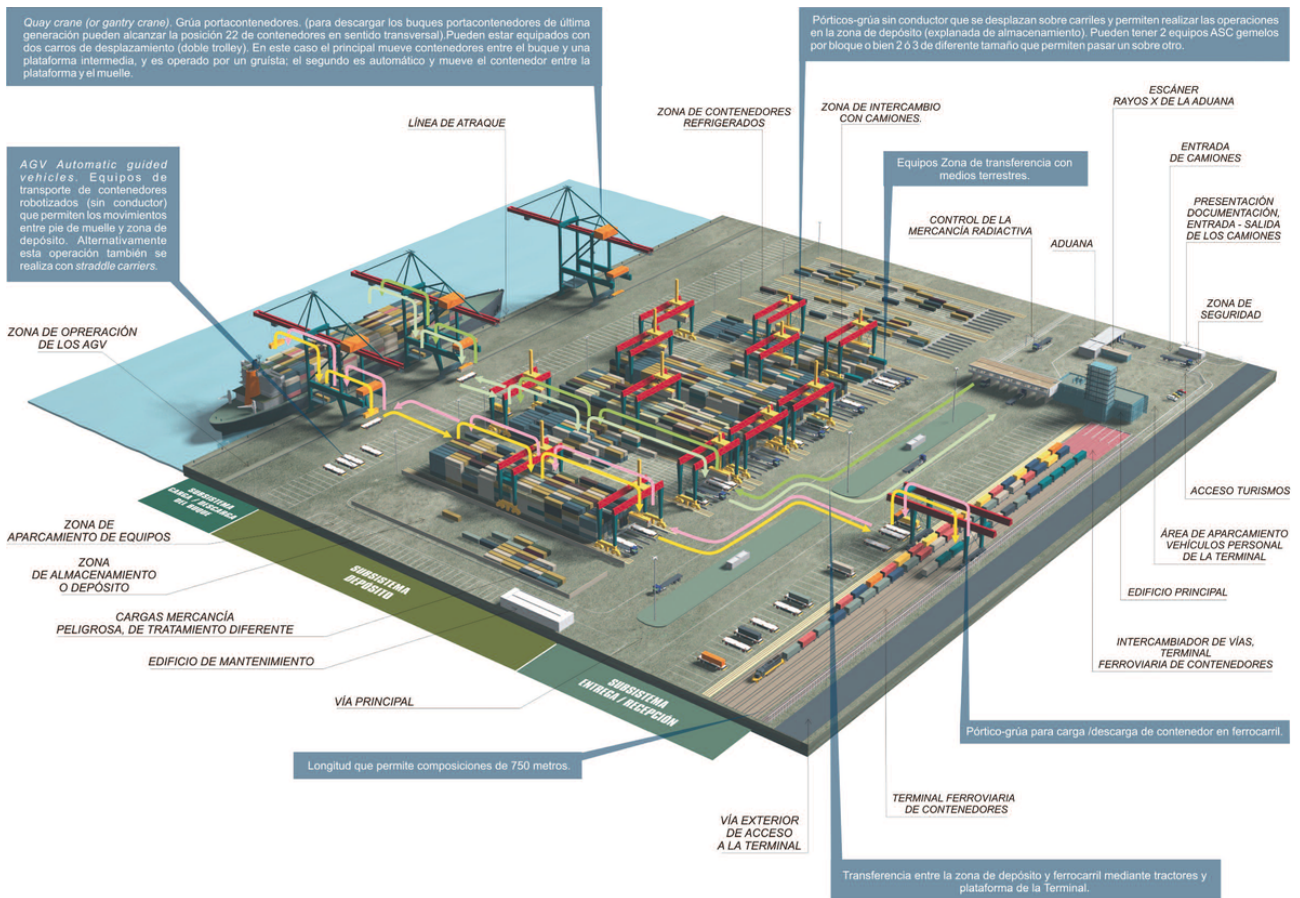 Quay crane (or gantry crane). Grúa portacontenedores. (para descargar los buques portacontenedores de última
generación pueden alcanzar la posición 22 de contenedores en sentido transversal).Pueden estar equipados con
dos carros de desplazamiento (doble trolley). En este caso el principal mueve contenedores entre el buque y una
plataforma intermedia, y es operado por un gruísta; el segundo es automático y mueve el contenedor entre la
plataforma y el muelle.
Pórticos-grúa sin conductor que se desplazan sobre carriles y permiten realizar las operaciones
en la zona de depósito (explanada de almacenamiento). Pueden tener 2 equipos ASC gemelos
por bloque o bien 2 ó 3 de diferente tamaño que permiten pasar un sobre otro.
LÍNEA DE ATRAQUE
ZONA DE CONTENEDORES
REFRIGERADOS
ZONA DE INTERCAMBIO
CON CAMIONES.
ESCÁNER
RAYOS X DE LA ADUANA
ENTRADA
DE CAMIONES
AGV Automatic guided
vehicles. Equipos de
transporte de contenedores
robotizados (sin conductor)
que permiten los movimientos
entre pie de muelle y zona de
depósito. Alternativamente
esta operación también se
realiza con straddle carriers.
Equipos Zona de transferencia con
medios terrestres.
CONTROL DE LA
MERCANCÍA RADIACTIVA
ADUANA
PRESENTACIÓN
DOCUMENTACIÓN,
ENTRADA - SALIDA
DE LOS CAMIONES
ZONA DE
SEGURIDAD
ZONA DE OPRERACIÓN
DE LOS AGV
SUBSISTEMA
CARGA / DESCARGA
DEL BUQUE
ACCESO TURISMOS
ZONA DE
APARCAMIENTO DE EQUIPOS
ÁREA DE APARCAMIENTO
VEHÍCULOS PERSONAL
DE LA TERMINAL
ZONA
DE ALMACENAMIENTO
O DEPÓSITO
SUBSISTEMA
DEPÓSITO
EDIFICIO PRINCIPAL
CARGAS MERCANCÍA
PELIGROSA, DE TRATAMIENTO DIFERENTE
EDIFICIO DE MANTENIMIENTO
INTERCAMBIADOR DE VÍAS,
TERMINAL
FERROVIARIA DE CONTENEDORES
VÍA PRINCIPAL
SUBSISTEMA
ENTREGA / RECEPCIÓN
Pórtico-grúa para carga /descarga de contenedor en ferrocarril.
Longitud que permite composiciones de 750 metros.
TERMINAL FERROVIARIA
DE CONTENEDORES
VÍA EXTERIOR
DE ACCESO
A LA TERMINAL
Transferencia entre la zona de depósito y ferrocarril mediante tractores y
plataforma de la Terminal.